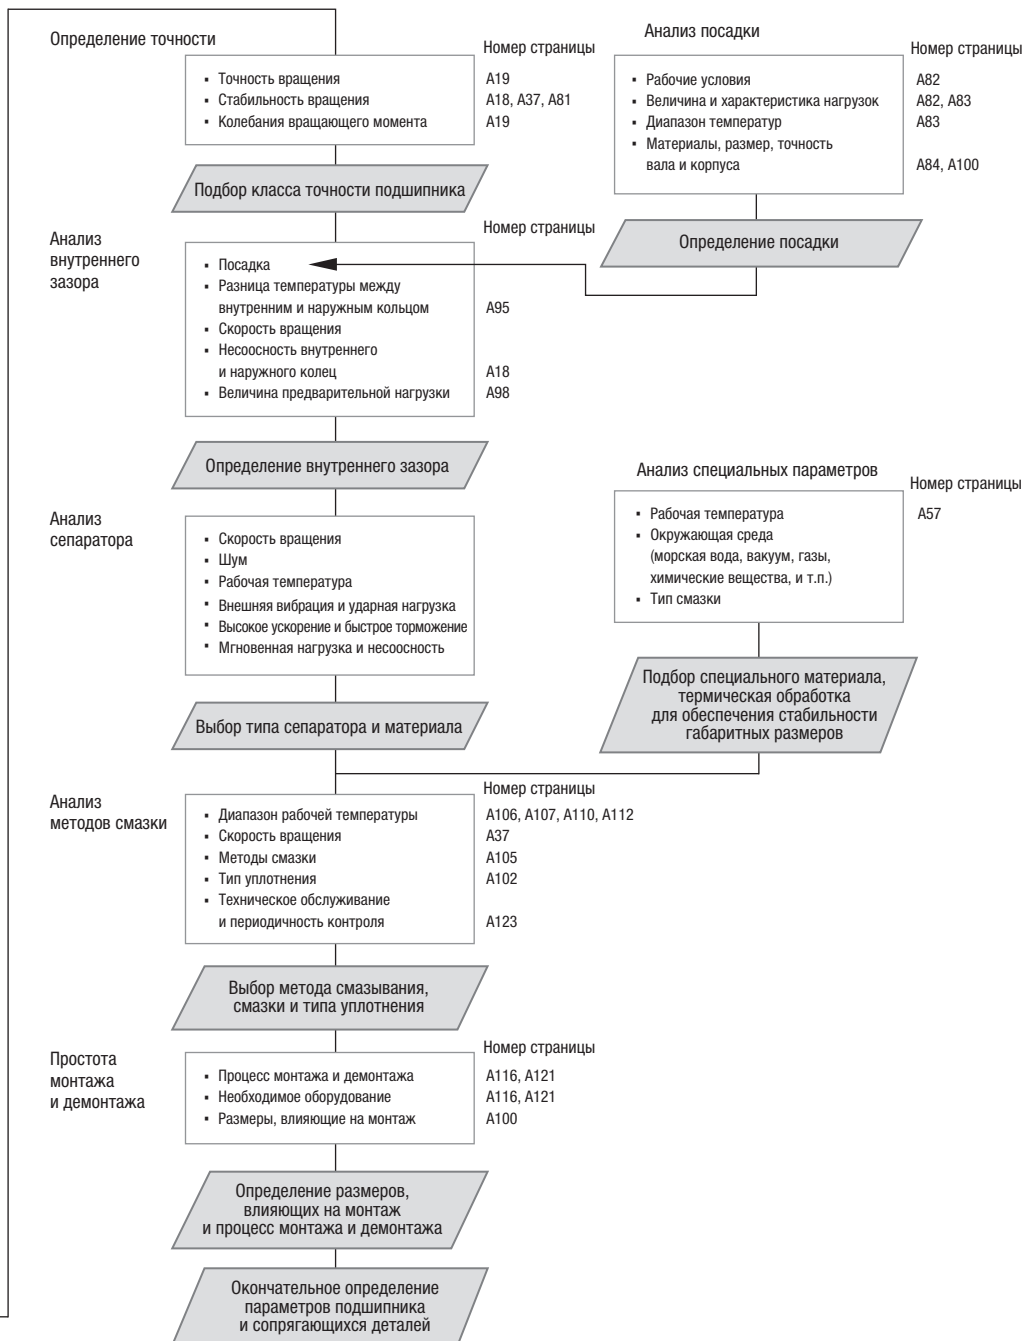 Определение точности
Номер страницы
▪ Точность вращения A19
▪ Стабильность вращения A18, A37, A81
▪ Колебания вращающего момента A19
Подбор класса точности подшипника
Анализ посадки
Номер страницы
▪ Рабочие условия A82
▪ Величина и характеристика нагрузок A82, A83
▪ Диапазон температур A83
▪ Материалы, размер, точность
вала и корпуса A84, A100
Определение посадки
Анализ
внутреннего
зазора
Номер страницы
▪ Посадка
▪ Разница температуры между
внутренним и наружным кольцом A95
▪ Скорость вращения
▪ Несоосность внутреннего
и наружного колец A18
▪ Величина предварительной нагрузки A98
Определение внутреннего зазора
Анализ
сепаратора
▪ Скорость вращения
▪ Шум
▪ Рабочая температура
▪ Внешняя вибрация и ударная нагрузка
▪ Высокое ускорение и быстрое торможение
▪ Мгновенная нагрузка и несоосность
Выбор типа сепаратора и материала
Анализ специальных параметров
Номер страницы
▪ Рабочая температура A57
▪ Окружающая среда
(морская вода, вакуум, газы,
химические вещества, и т.п.)
▪ Тип смазки
Подбор специального материала,
термическая обработка
для обеспечения стабильности
габаритных размеров
Анализ
методов смазки
Номер страницы
▪ Диапазон рабочей температуры A106, A107, A110, A112
▪ Скорость вращения A37
▪ Методы смазки A105
▪ Тип уплотнения A102
▪ Техническое обслуживание
и периодичность контроля A123
Выбор метода смазывания,
смазки и типа уплотнения
Простота
монтажа
и демонтажа
Номер страницы
▪ Процесс монтажа и демонтажа A116, A121
▪ Необходимое оборудование A116, A121
▪ Размеры, влияющие на монтаж A100
Определение размеров,
влияющих на монтаж
и процесс монтажа и демонтажа
Окончательное определение
параметров подшипника
и сопрягающихся деталей